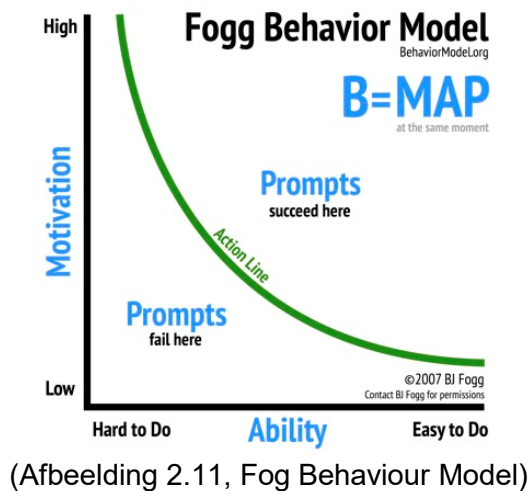 High
Fogg Behavior Model
BehaviorModel.org
B=MAP
at the same moment
Motivation
Prompts
succeed here
Action Line
Prompts
fail here
Low
©2007 BJ Fogg
Contact BJ Fogg for permissions
Hard to Do
Ability
Easy to Do
(Afbeelding 2.11, Fog Behaviour Model)